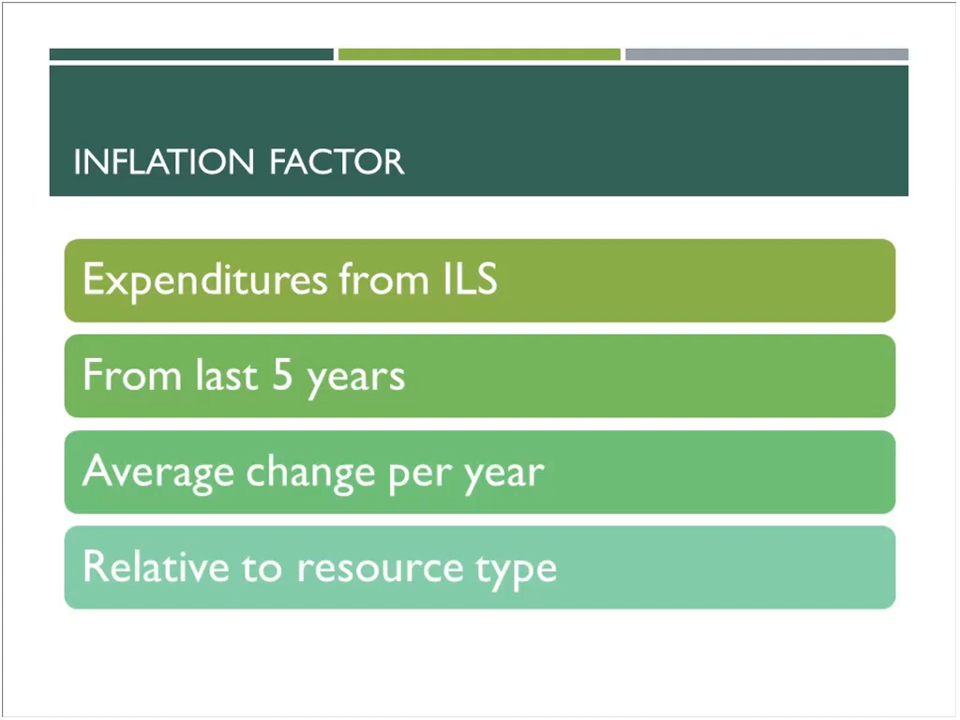 INFLATION FACTOR
Expenditures from ILS
From last 5 years
Average change per year
Relative to resource type